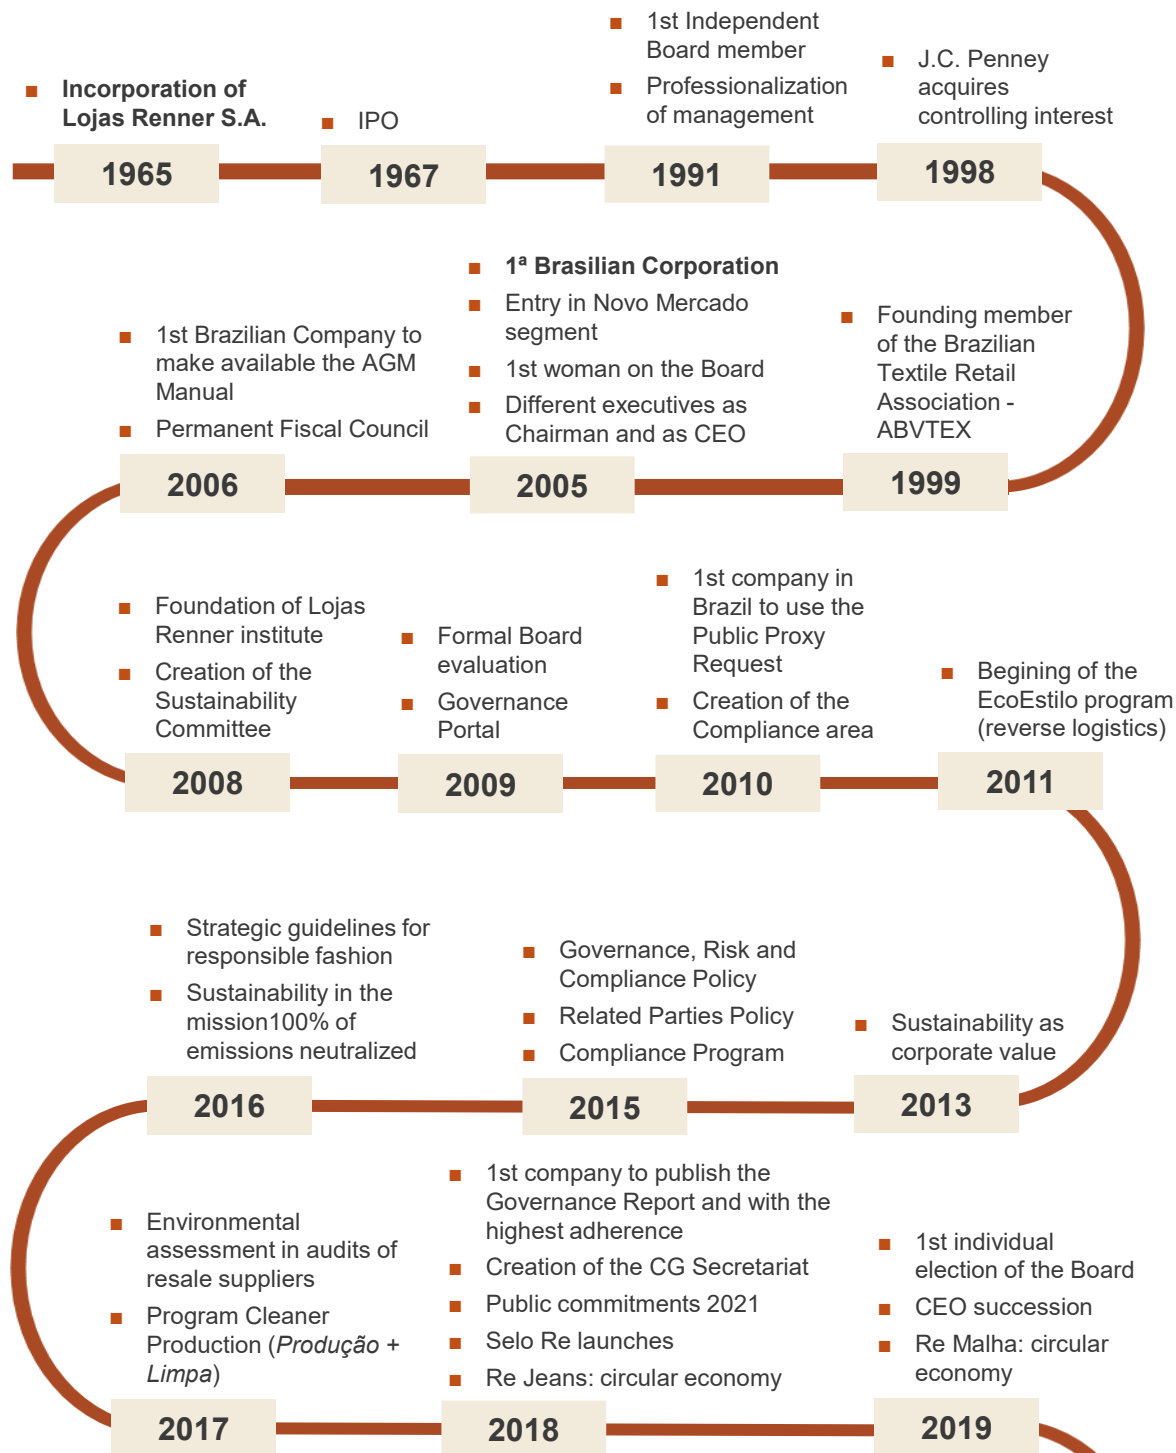 Incorporation of
Lojas Renner S.A.
1965
IPO
1967
1st Independent
Board member
Professionalization
of management
1991
J.C. Penney
acquires
controlling interest
1998
Founding member
of the Brazilian
Textile Retail
Association -
ABVTEX
1999
1ª Brasilian Corporation
Entry in Novo Mercado
segment
1st woman on the Board
Different executives as
Chairman and as CEO
2005
1st Brazilian Company to
make available the AGM
Manual
Permanent Fiscal Council
2006
Foundation of Lojas
Renner institute
Creation of the
Sustainability
Committee
2008
Formal Board
evaluation
Governance
Portal
2009
1st company in
Brazil to use the
Public Proxy
Request
Creation of the
Compliance area
2010
Begining of the
EcoEstilo program
(reverse logistics)
2011
Sustainability as
corporate value
2013
Governance, Risk and
Compliance Policy
Related Parties Policy
Compliance Program
2015
Strategic guidelines for
responsible fashion
Sustainability in the
mission100% of
emissions neutralized
2016
Environmental
assessment in audits of
resale suppliers
Program Cleaner
Production (Produção +
Limpa)
2017
1st company to publish the
Governance Report and with the
highest adherence
Creation of the CG Secretariat
Public commitments 2021
Selo Re launches
Re Jeans: circular economy
2018
1st individual
election of the Board
CEO succession
Re Malha: circular
economy
2019